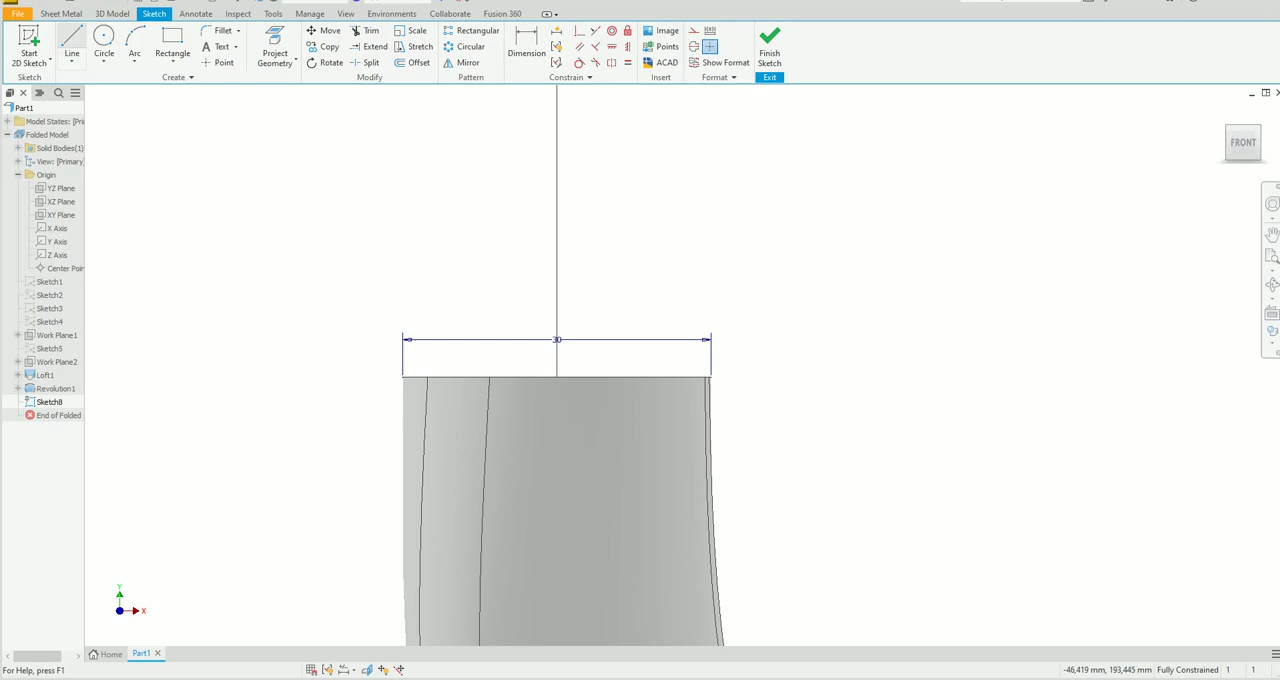 File Sheet Metal 3D Model Sketch Annotate Inspect Tools Manage View Environments Collaborate Fusion 360
Start 2D Sketch Line Circle Arc Rectangle Fillet Text Point Project Geometry Move Copy Rotate Trim Extend Split Scale Stretch Offset Rectangular Circular Mirror Dimension Image Points ACAD Show Format Finish Sketch
Sketch Create Modify Pattern Constrain Insert Format Exit
Part1
Model States: [Pri
Folded Model
Solid Bodies(1)
View: [Primary]
Origin
YZ Plane
XZ Plane
XY Plane
X Axis
Y Axis
Z Axis
Center Poin
Sketch1
Sketch2
Sketch3
Sketch4
Work Plane1
Sketch5
Work Plane2
Loft1
Revolution1
Sketch8
End of Folded
FRONT
30
Y
X
Home Part1
For Help, press F1 -46,419 mm, 193,445 mm Fully Constrained 1 1